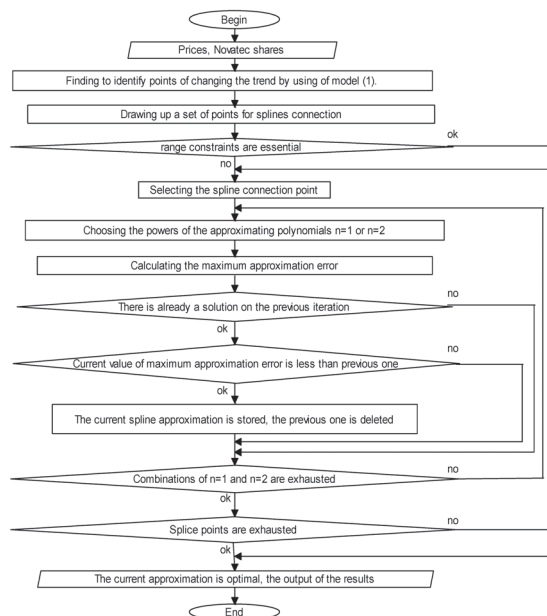 Begin
Prices, Novatec shares
Finding to identify points of changing the trend by using of model (1).
Drawing up a set of points for splines connection
ok
range constraints are essential
no
Selecting the spline connection point
Choosing the powers of the approximating polynomials n=1 or n=2
Calculating the maximum approximation error
no
There is already a solution on the previous iteration
ok
no
Current value of maximum approximation error is less than previous one
ok
The current spline approximation is stored, the previous one is deleted
no
Combinations of n=1 and n=2 are exhausted
ok
no
Splice points are exhausted
ok
The current approximation is optimal, the output of the results
End